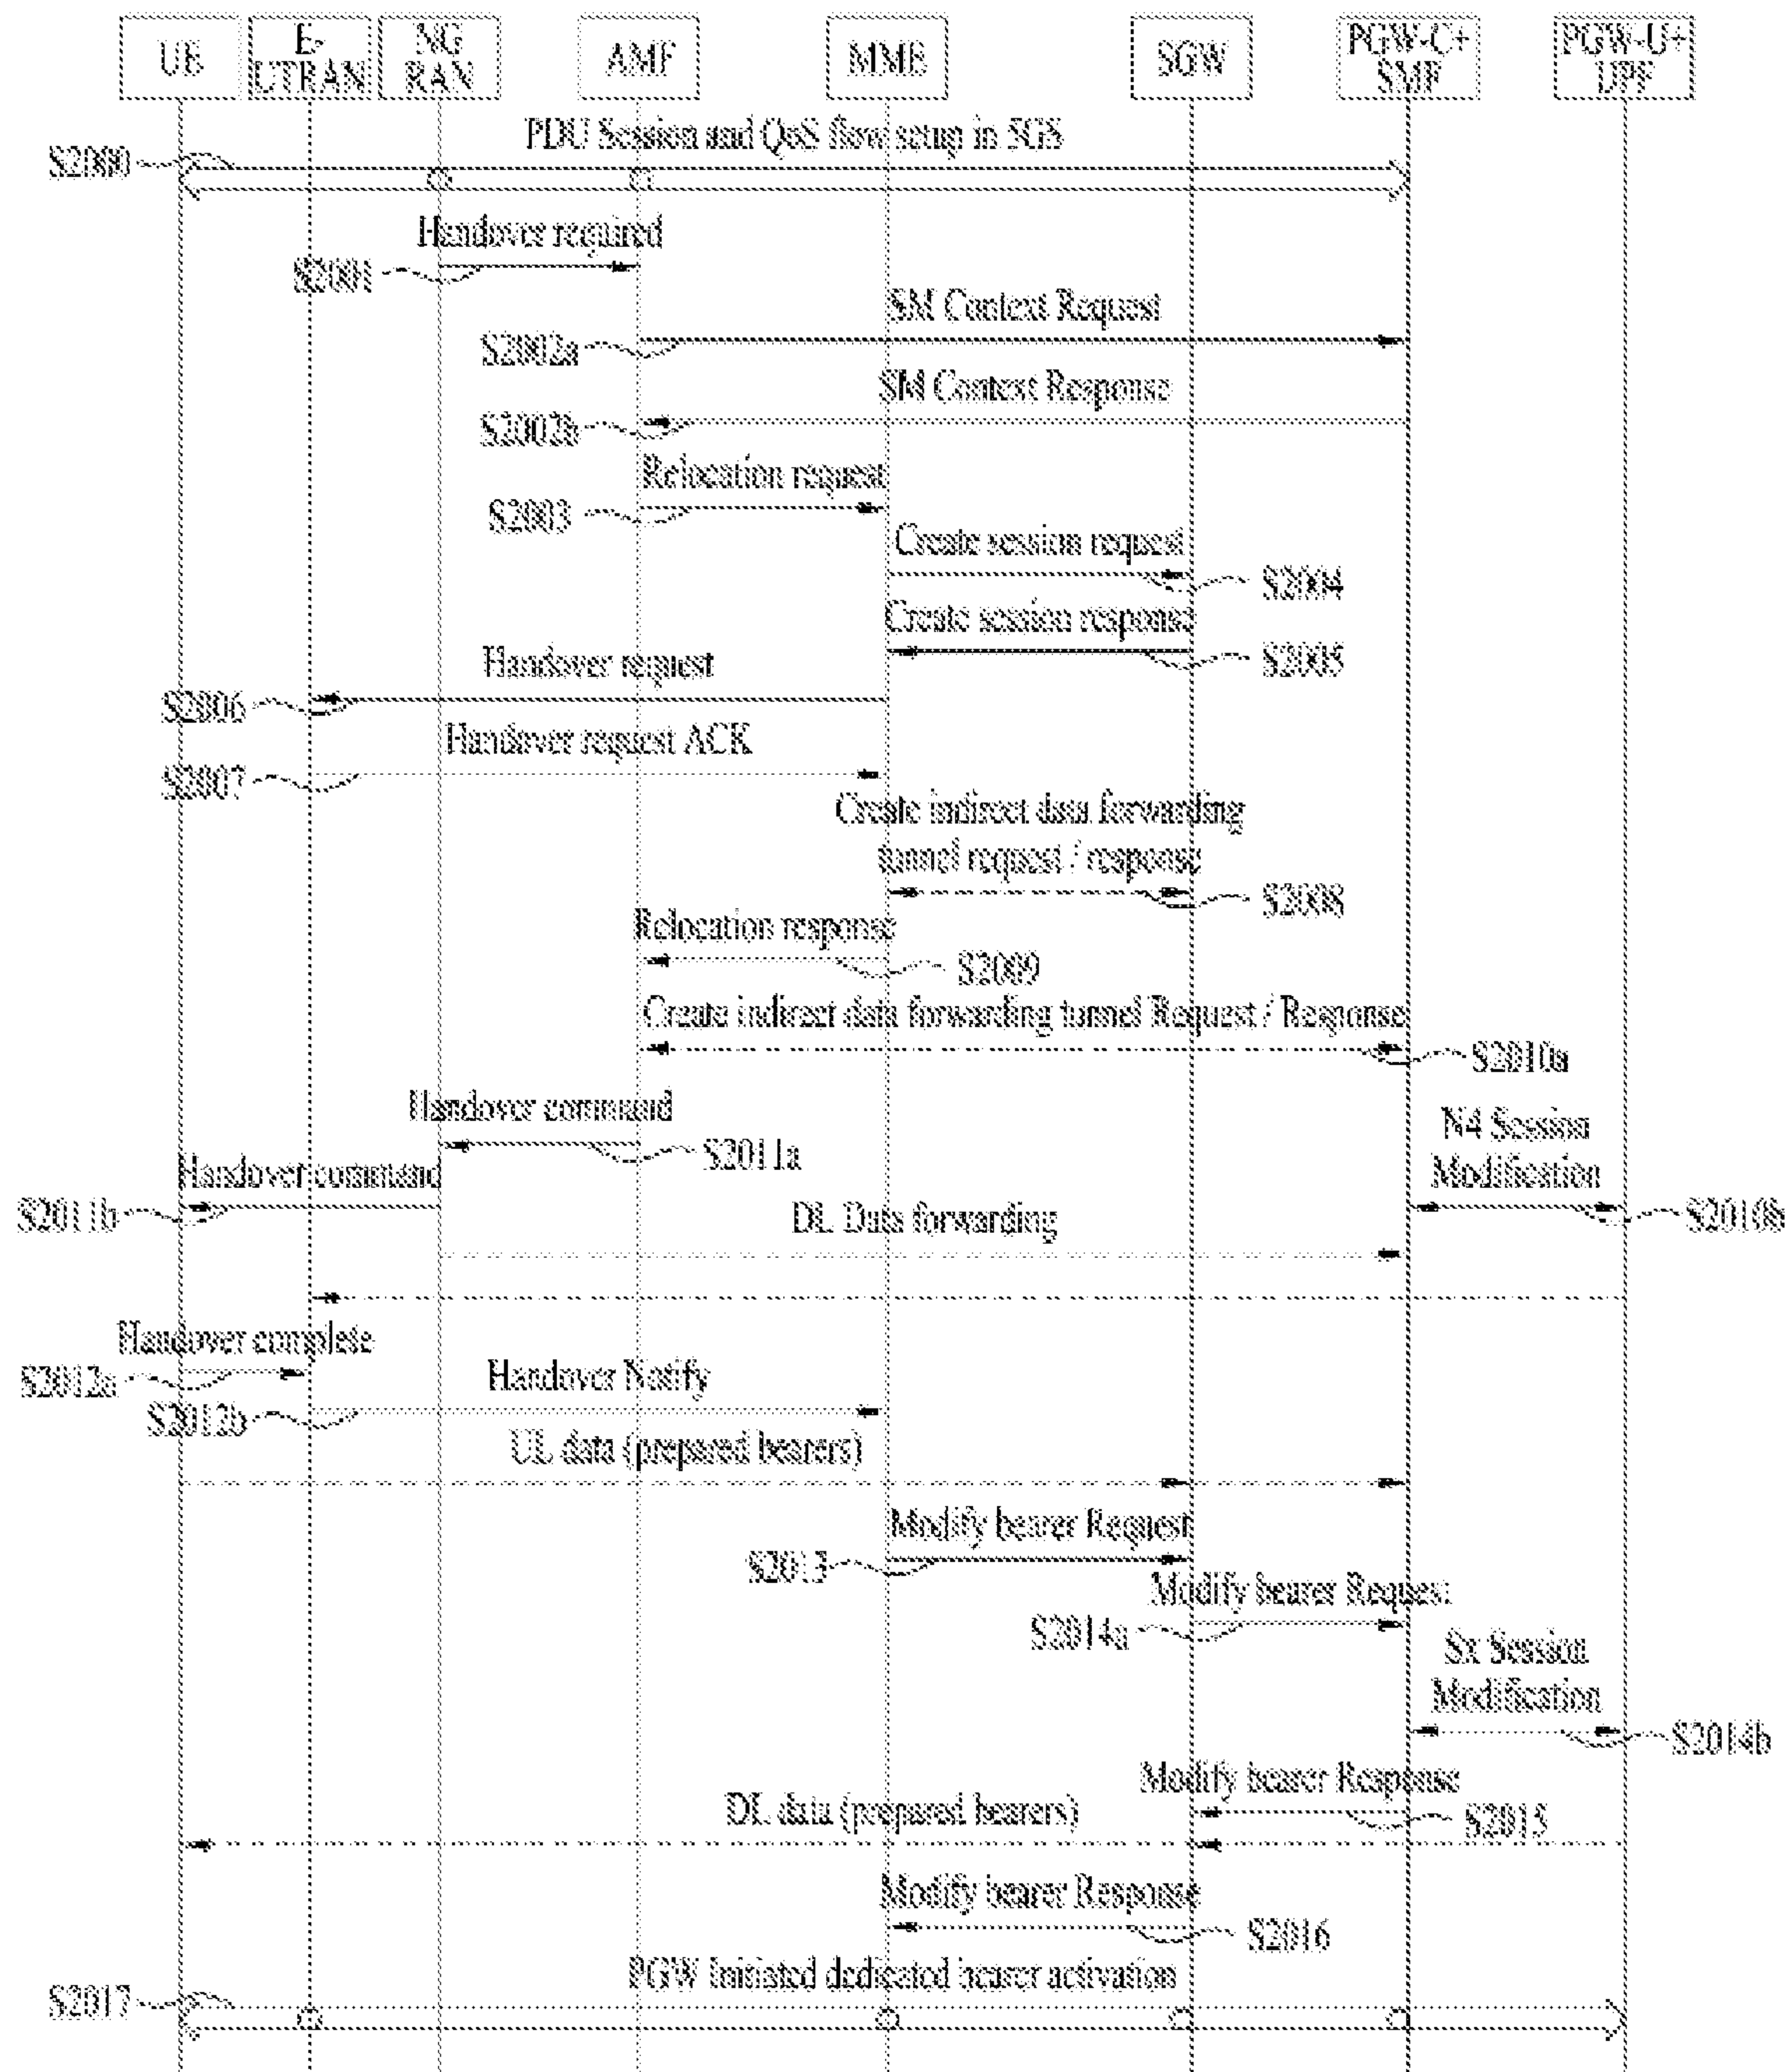 UE
E-
UTRAN
NG
RAN
AMF
MME
SGW
PGW-C+
SMF
PGW-U+
UPF
PDU Session and QoS flow setup in 5GS
S2000
Handover required
S2001
SM Context Request
S2002a
SM Context Response
S2002b
Relocation request
S2003
Create session request
S2004
Create session response
S2005
Handover request
S2006
Handover request ACK
S2007
Create indirect data forwarding
tunnel request / response
S2008
Relocation response
S2009
Create indirect data forwarding tunnel Request / Response
S2010a
Handover command
S2011a
N4 Session
Modification
S2010b
Handover command
S2011b
DL Data forwarding
Handover complete
S2012a
Handover Notify
S2012b
UL data (prepared bearers)
Modify bearer Request
S2013
Modify bearer Request
S2014a
Sx Session
Modification
S2014b
Modify bearer Response
S2015
DL data (prepared bearers)
Modify bearer Response
S2016
PGW Initiated dedicated bearer activation
S2017